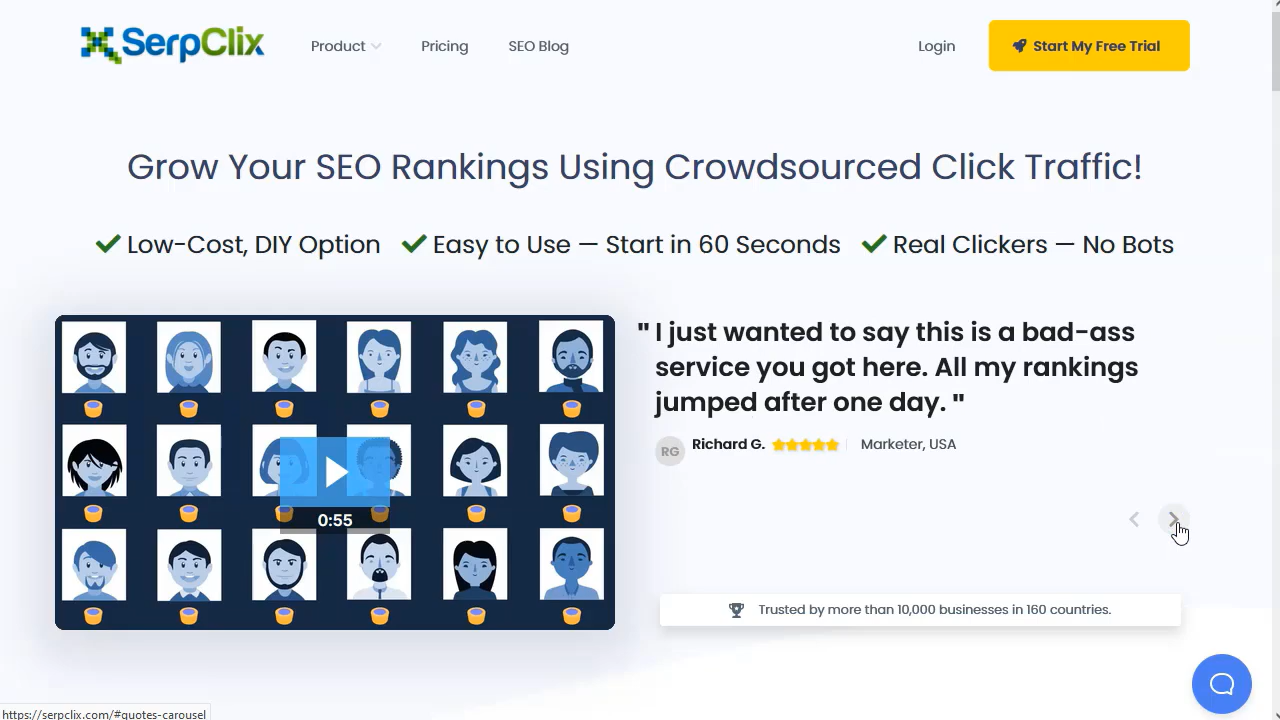 SerpClix
Product
Pricing
SEO Blog
Login
Start My Free Trial
Grow Your SEO Rankings Using Crowdsourced Click Traffic!
Low-Cost, DIY Option
Easy to Use — Start in 60 Seconds
Real Clickers — No Bots
" I just wanted to say this is a bad-ass
service you got here. All my rankings
jumped after one day. "
RG
Richard G.
Marketer, USA
0:55
Trusted by more than 10,000 businesses in 160 countries.
https://serpclix.com/#quotes-carousel